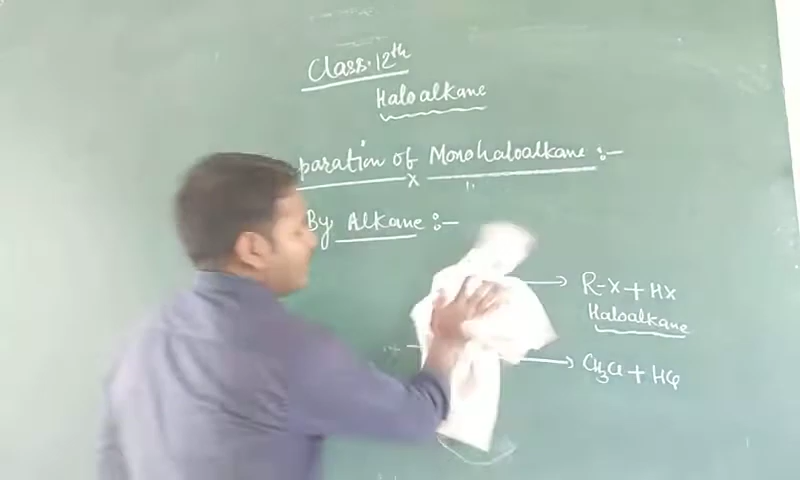 Class. 12th
Haloalkane
paration of Monohaloalkane :-
By Alkane :-
→ R-X + HX
Haloalkane
→ CH3Cl + HCl